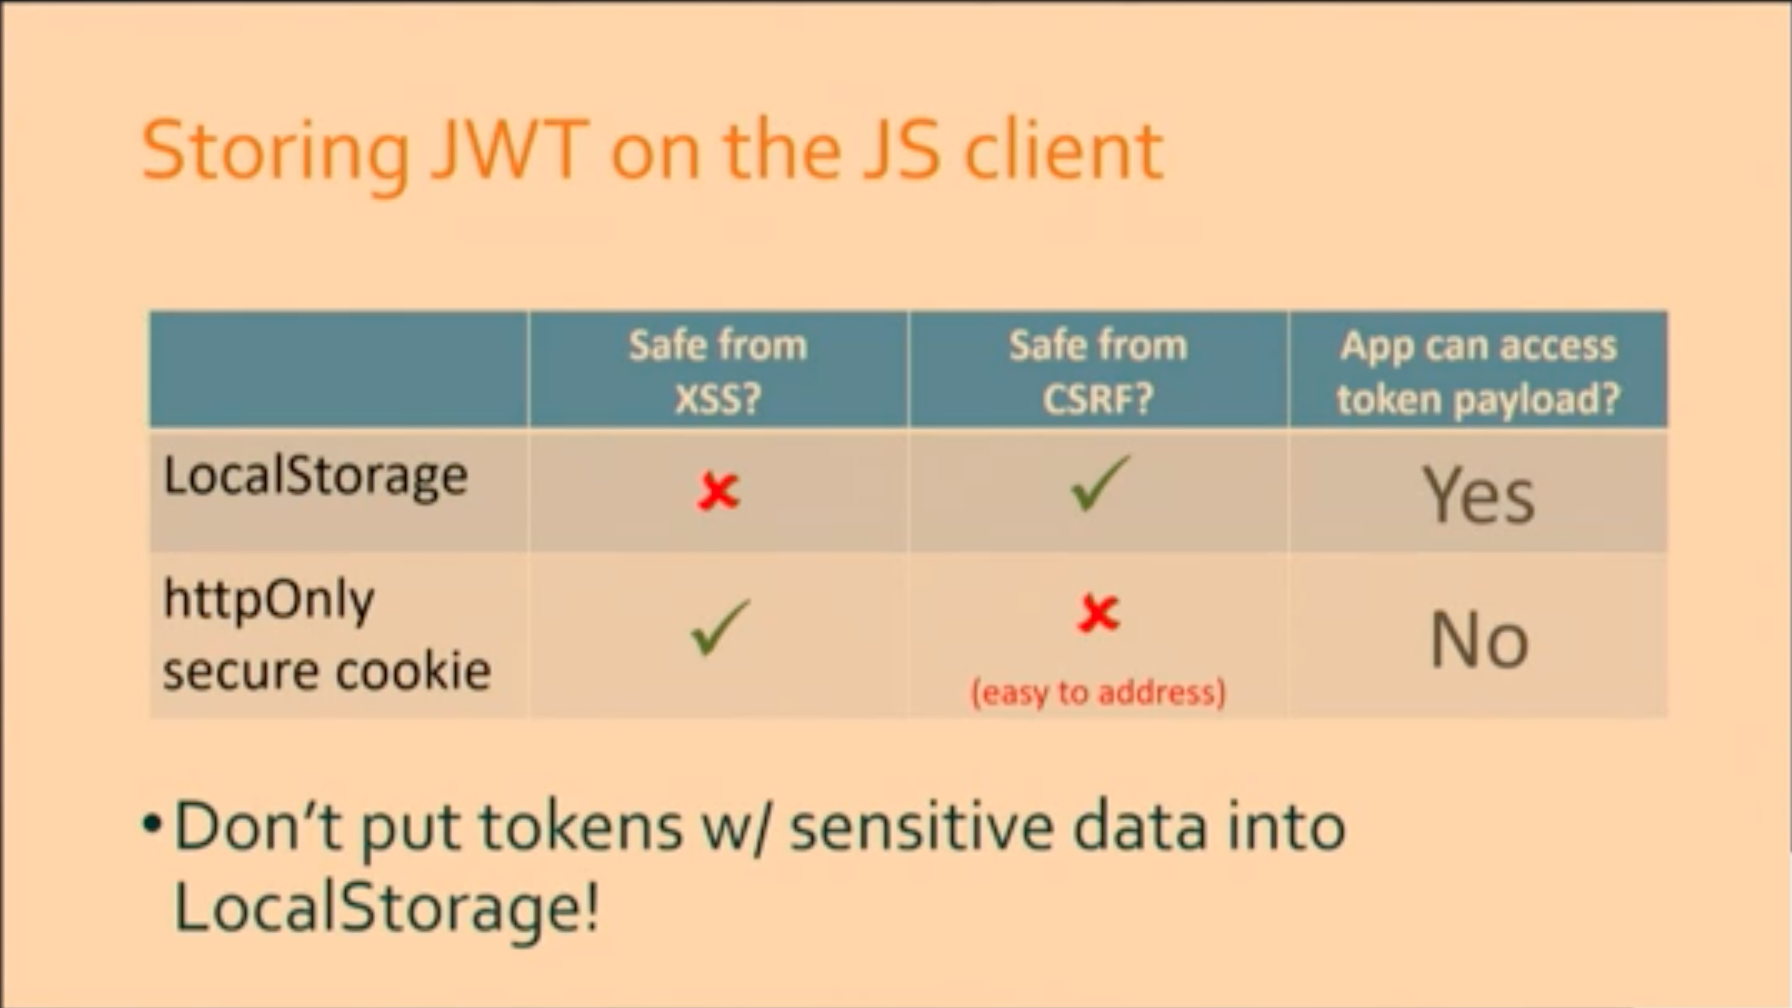 Storing JWT on the JS client
Safe from
XSS?
Safe from
CSRF?
App can access
token payload?
LocalStorage
Yes
httpOnly
secure cookie
(easy to address)
No
•Don't put tokens w/ sensitive data into
LocalStorage!